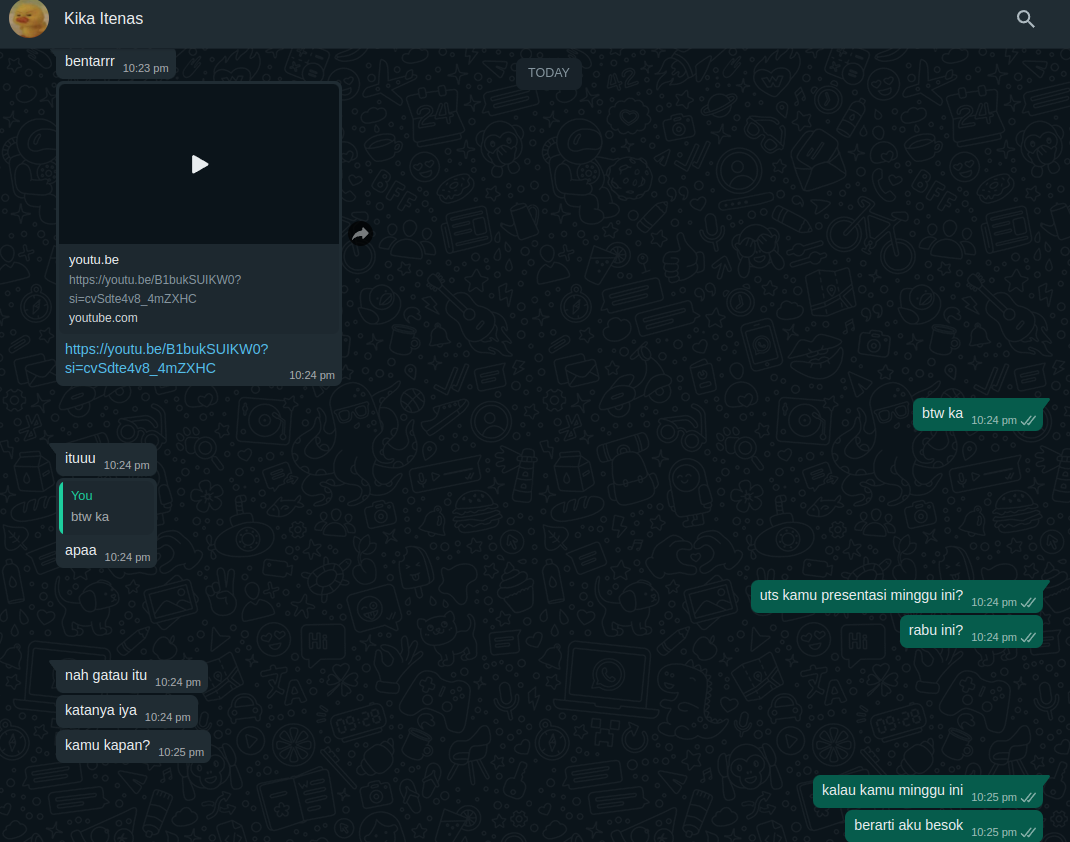 Kika Itenas
bentarrr 10:23 pm
TODAY
youtu.be
https://youtu.be/B1bukSUIKW0?
si=cvSdte4v8_4mZXHC
youtube.com
https://youtu.be/B1bukSUIKW0?
si=cvSdte4v8_4mZXHC
10:24 pm
btw ka 10:24 pm
ituuu 10:24 pm
You
btw ka
apaa 10:24 pm
uts kamu presentasi minggu ini? 10:24 pm
rabu ini? 10:24 pm
nah gatau itu 10:24 pm
katanya iya 10:24 pm
kamu kapan? 10:25 pm
kalau kamu minggu ini 10:25 pm
berarti aku besok 10:25 pm